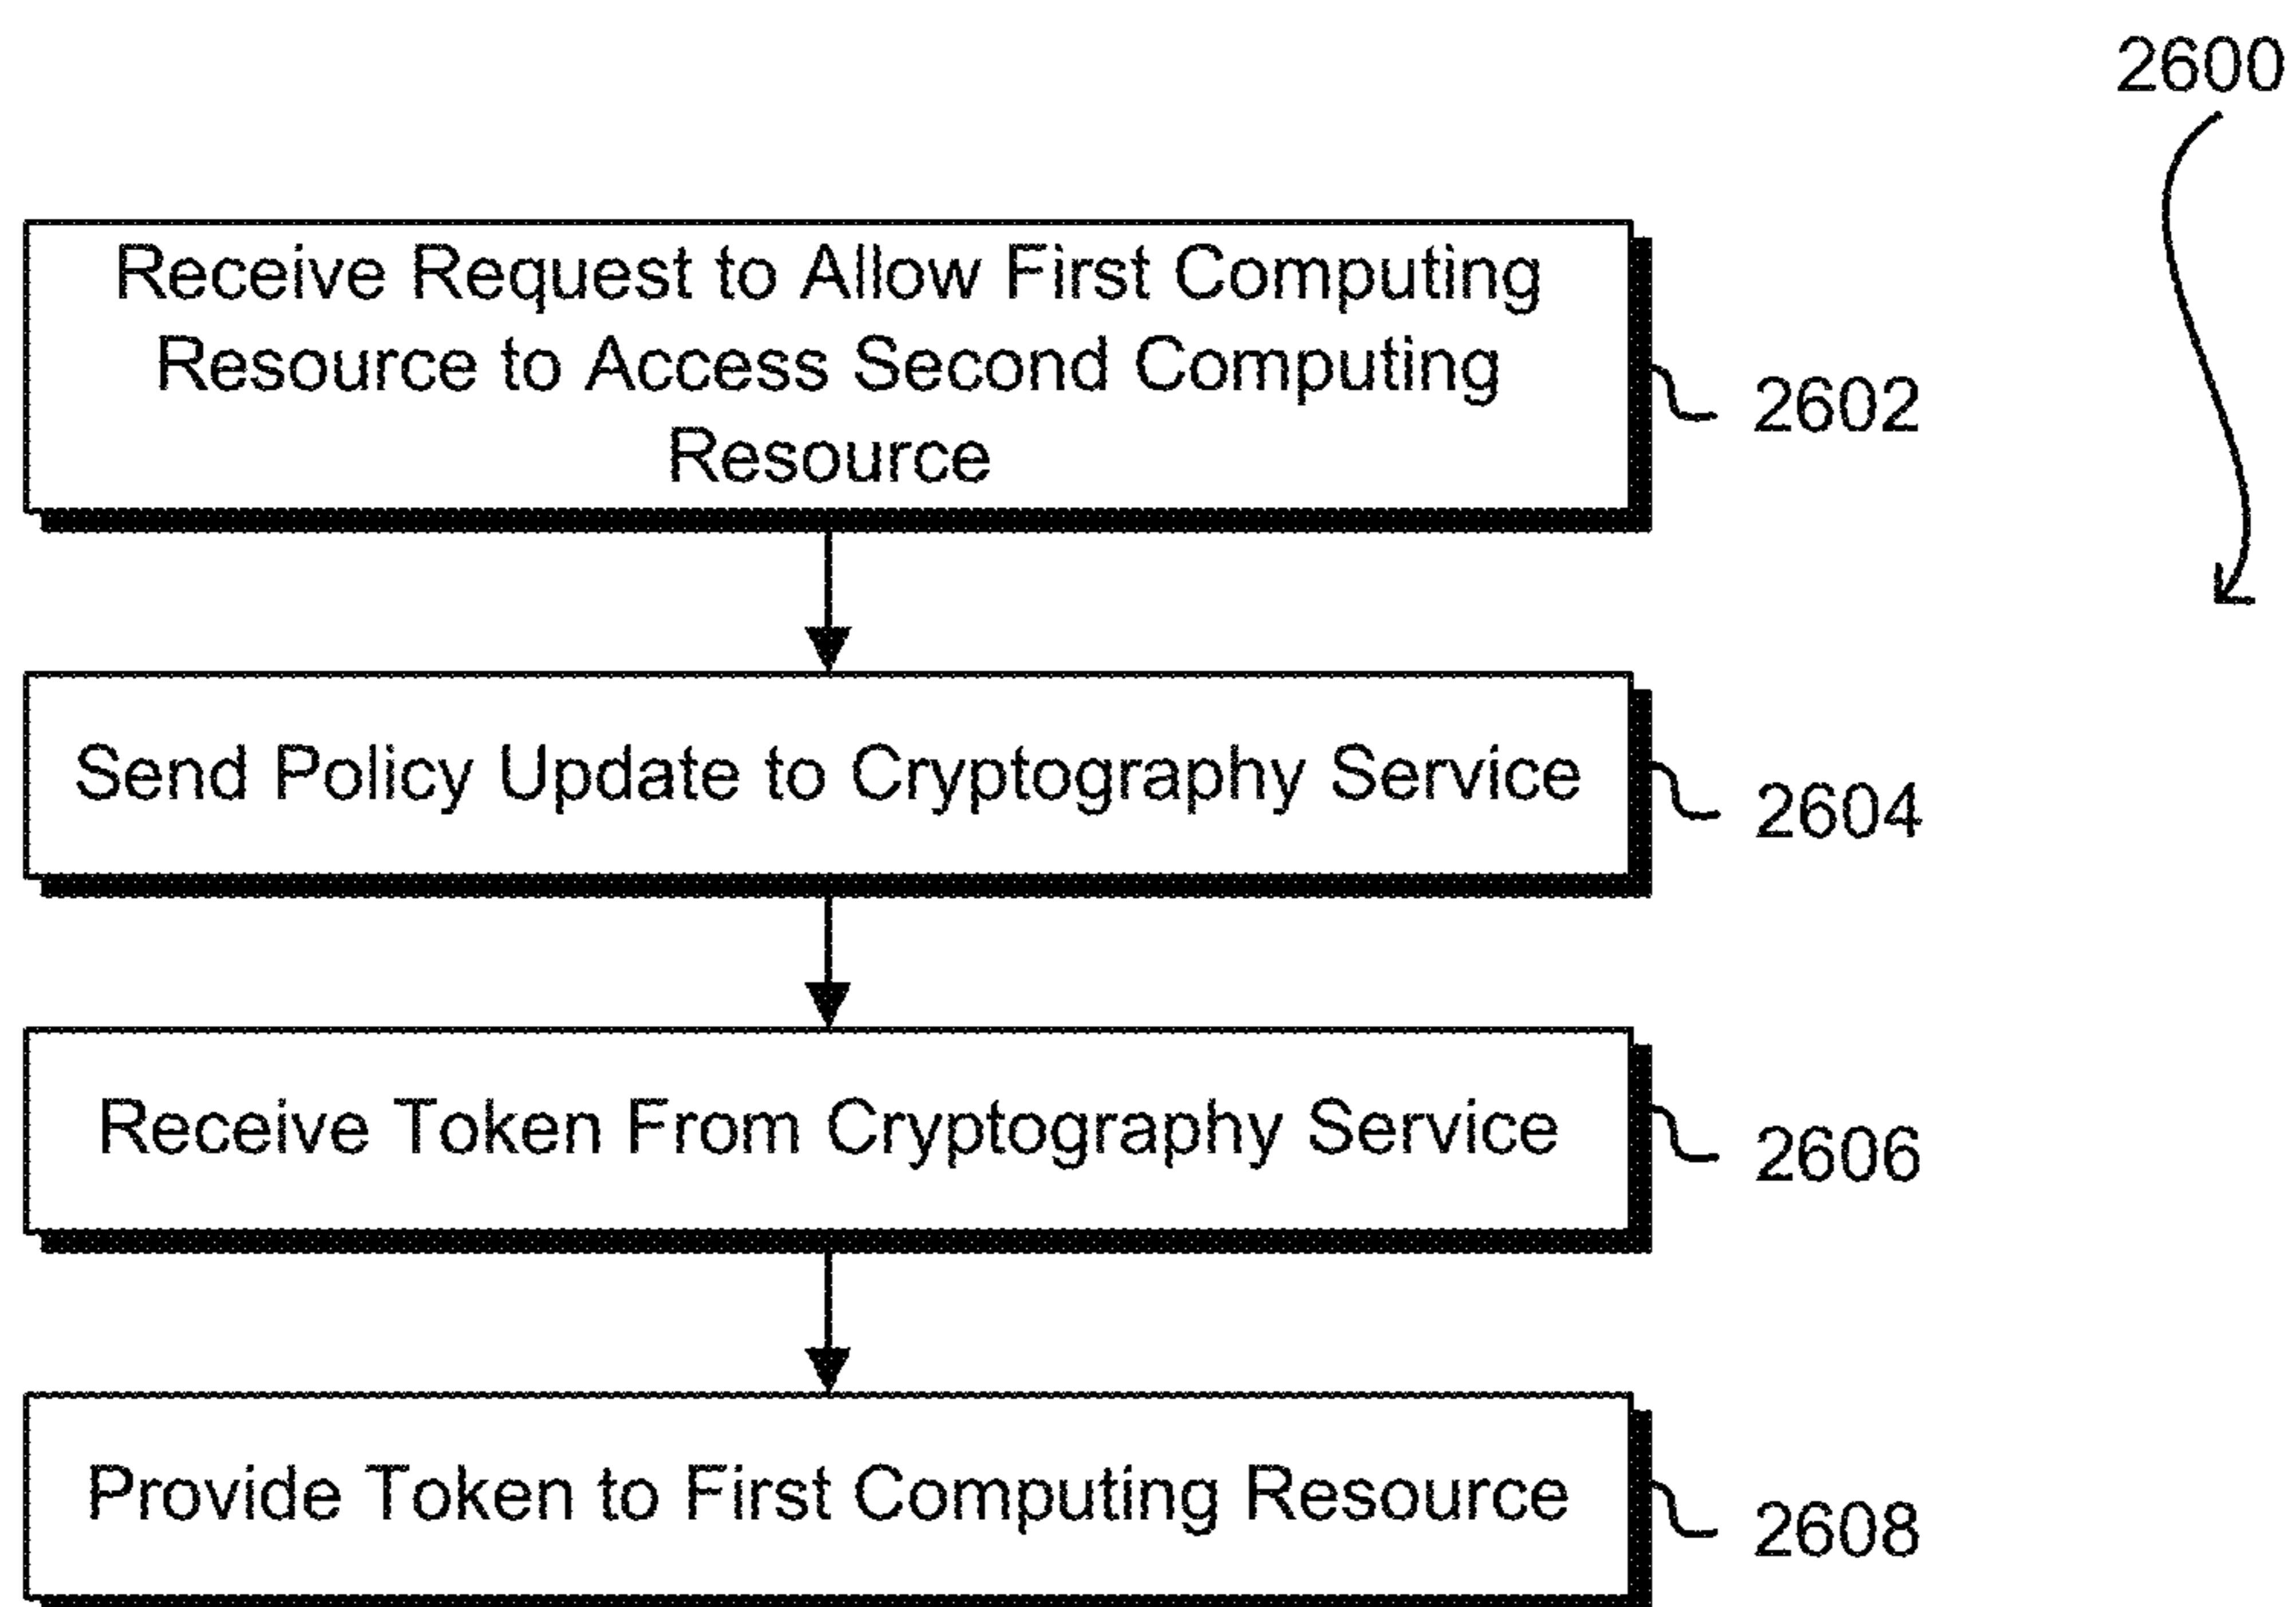 2600
Receive Request to Allow First Computing
Resource to Access Second Computing
Resource
2602
Send Policy Update to Cryptography Service
2604
Receive Token From Cryptography Service
2606
Provide Token to First Computing Resource
2608